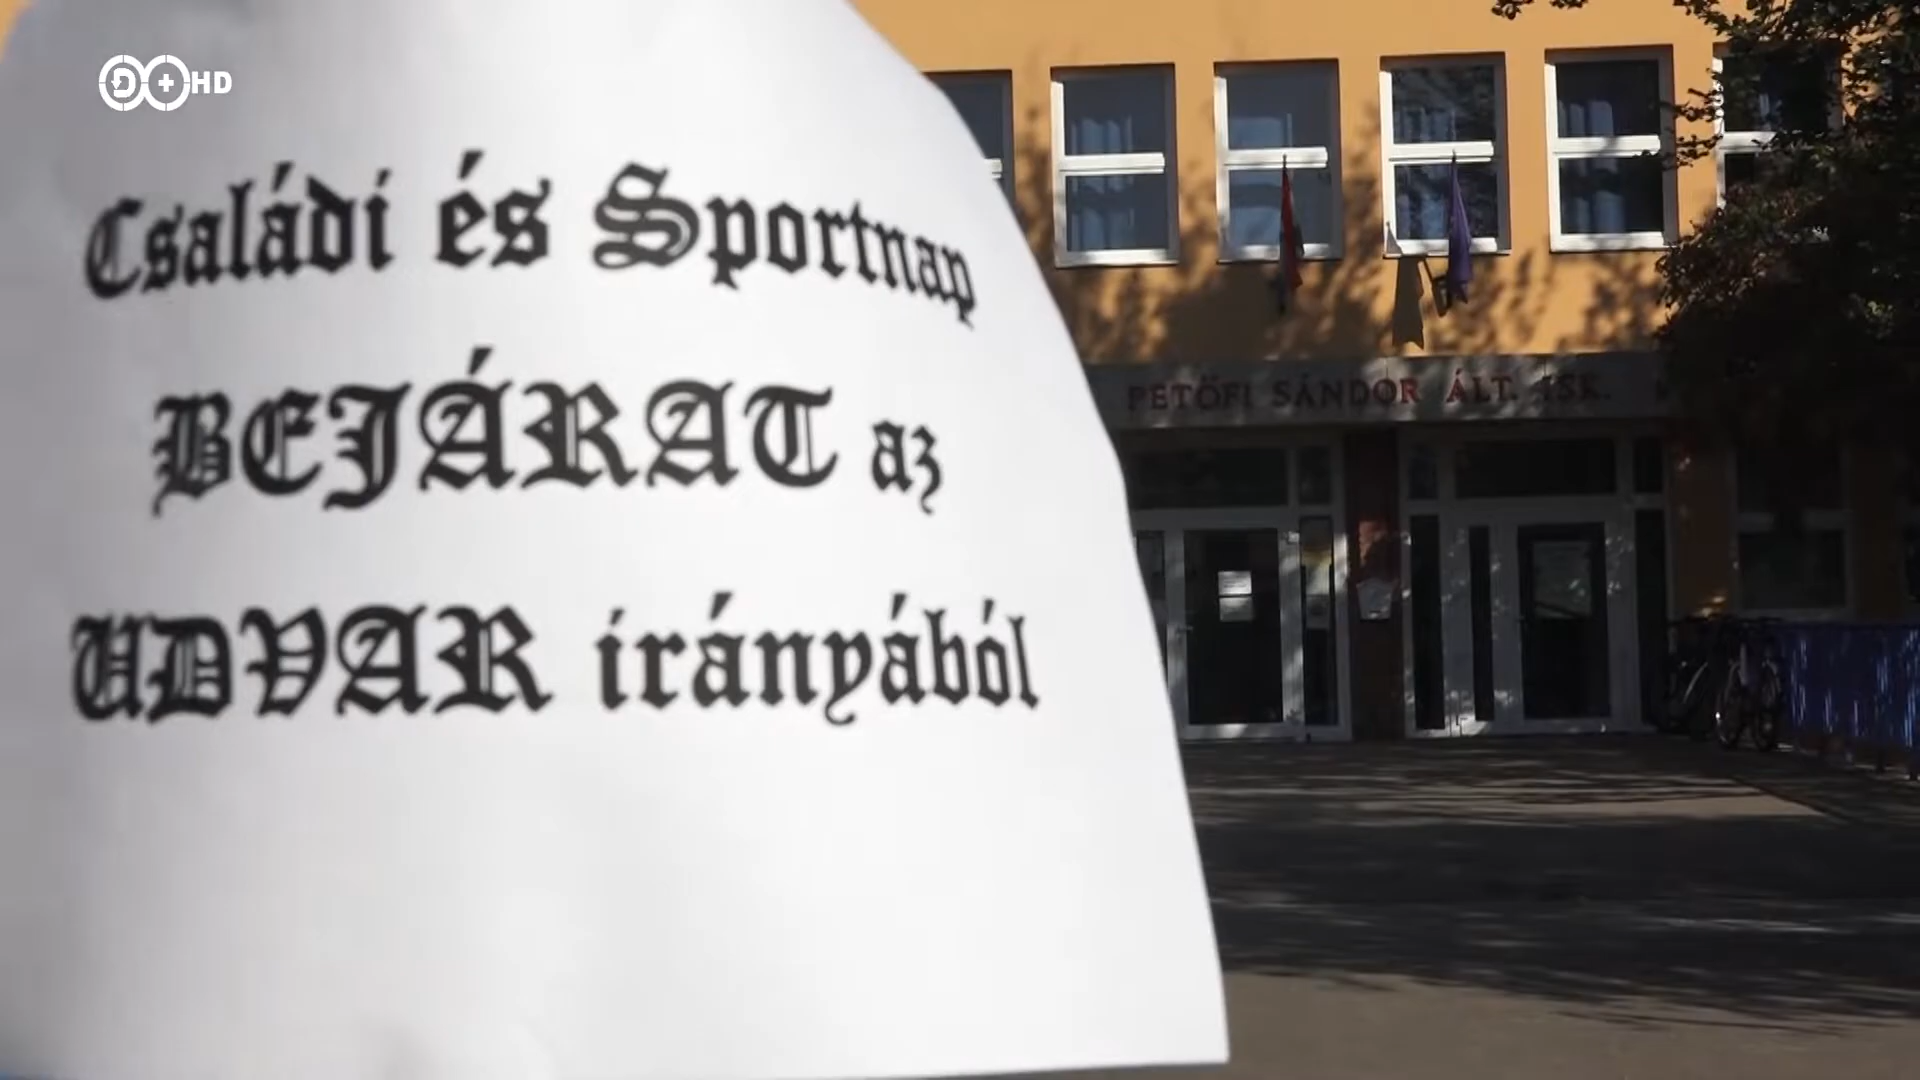 D+HD
Családi és Sportnap
BEJÁRAT az
UDVAR irányából
PETŐFI SÁNDOR ÁLT. ISK.